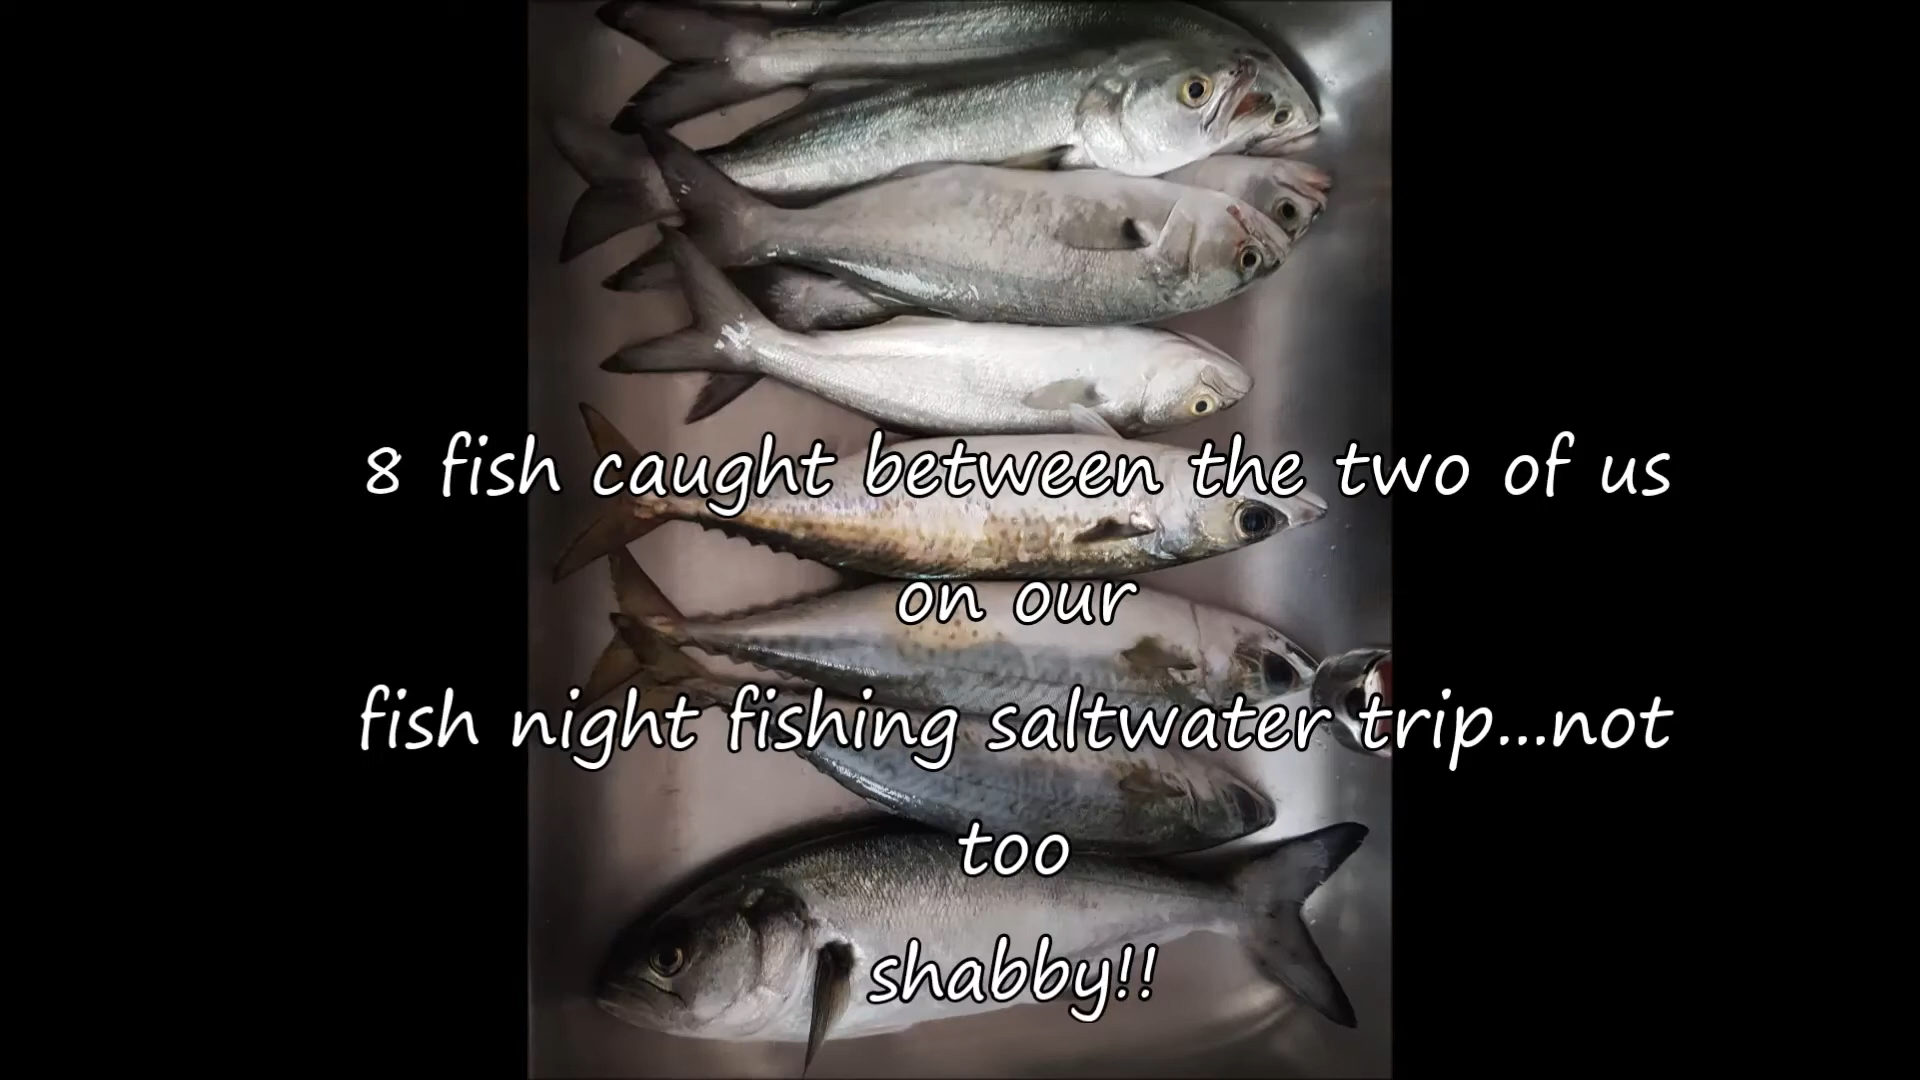 8 fish caught between the two of us
on our
fish night fishing saltwater trip...not
too
shabby!!